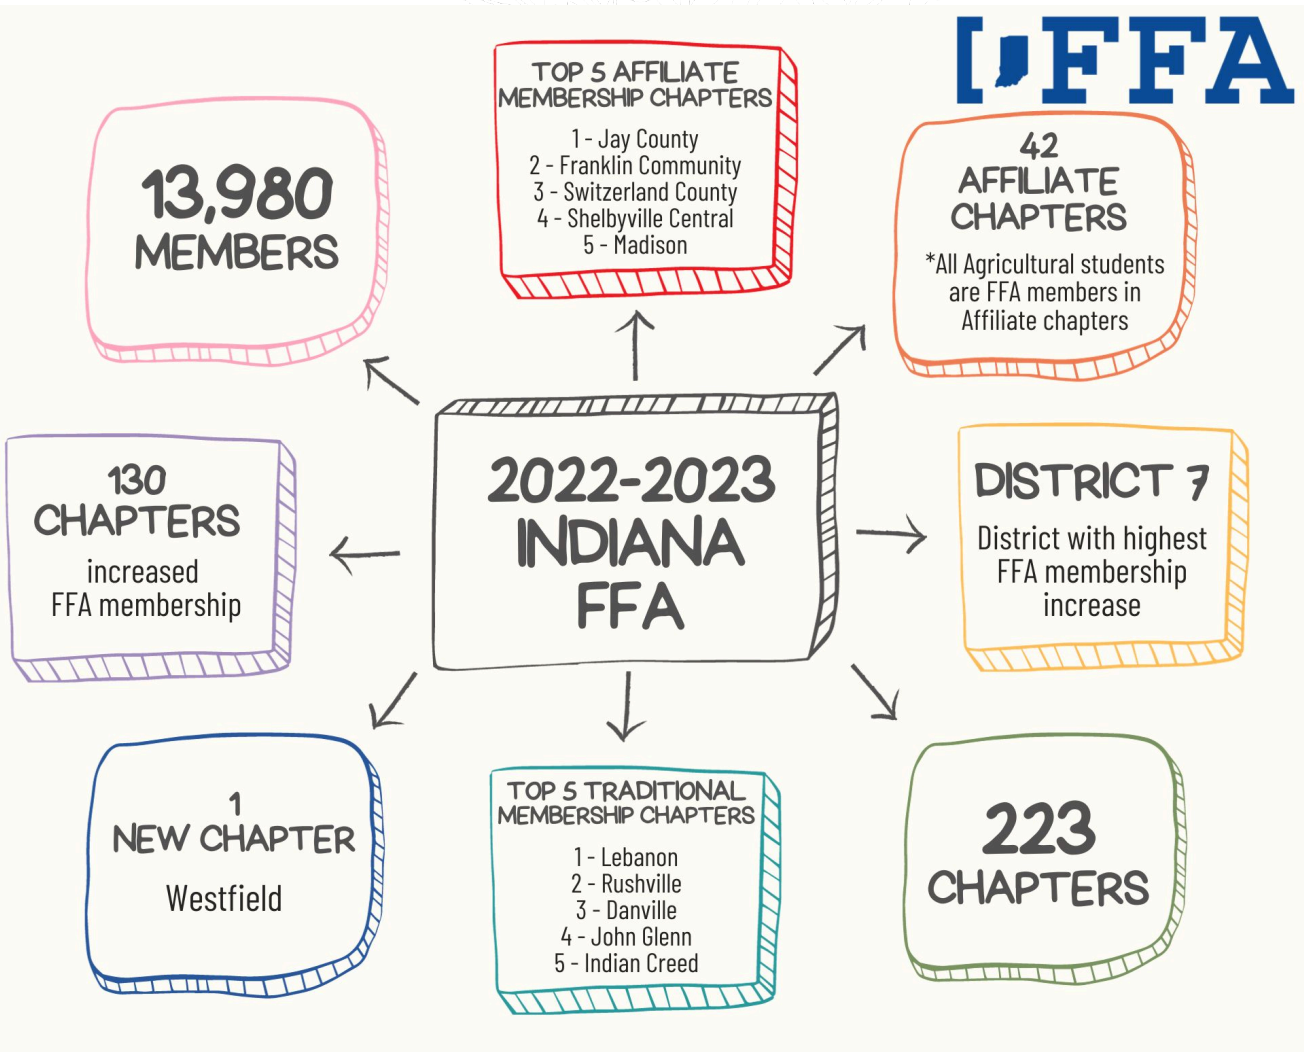 FFA
13,980
MEMBERS
TOP 5 AFFILIATE
MEMBERSHIP CHAPTERS
1 - Jay County
2 - Franklin Community
3 - Switzerland County
4 - Shelbyville Central
5 - Madison
42
AFFILIATE
CHAPTERS
*All Agricultural students
are FFA members in
Affiliate chapters
130
CHAPTERS
increased
FFA membership
2022-2023
INDIANA
FFA
DISTRICT 7
District with highest
FFA membership
increase
1
NEW CHAPTER
Westfield
TOP 5 TRADITIONAL
MEMBERSHIP CHAPTERS
1 - Lebanon
2 - Rushville
3 - Danville
4 - John Glenn
5 - Indian Creed
223
CHAPTERS